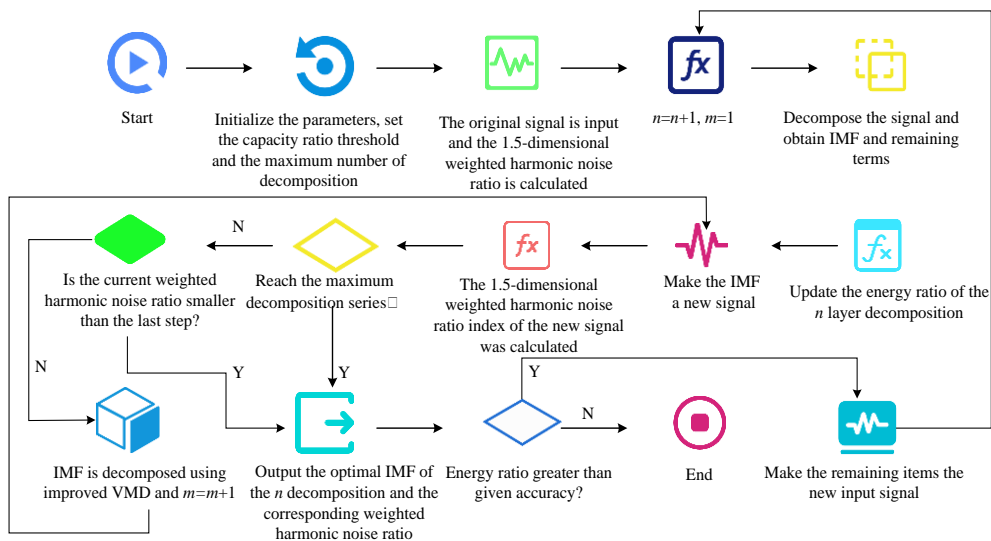 fx
Start
Initialize the parameters, set
the capacity ratio threshold
and the maximum number of
decomposition
The original signal is input
and the 1.5-dimensional
weighted harmonic noise
ratio is calculated
n=n+1, m=1
Decompose the signal and
obtain IMF and remaining
terms
N
fx
fx
Is the current weighted
harmonic noise ratio smaller
than the last step?
Reach the maximum
decomposition series□
The 1.5-dimensional
weighted harmonic noise
ratio index of the new signal
was calculated
Make the IMF
a new signal
Update the energy ratio of the
n layer decomposition
N
Y
Y
Y
N
IMF is decomposed using
improved VMD and m=m+1
Output the optimal IMF of
the n decomposition and the
corresponding weighted
harmonic noise ratio
Energy ratio greater than
given accuracy?
End
Make the remaining items the
new input signal